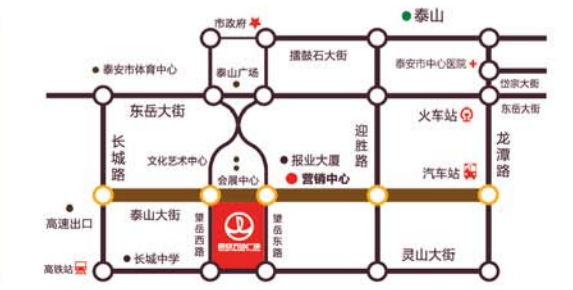 市政府
泰山
擂鼓石大街
泰安市中心医院
泰安市体育中心
泰山广场
岱宗大街
东岳大街
东岳大街
火车站
长城路
迎胜路
龙潭路
文化艺术中心
报业大厦
会展中心
营销中心
汽车站
高速出口
泰山大街
望岳西路
望岳东路
灵山大街
长城中学
高铁站